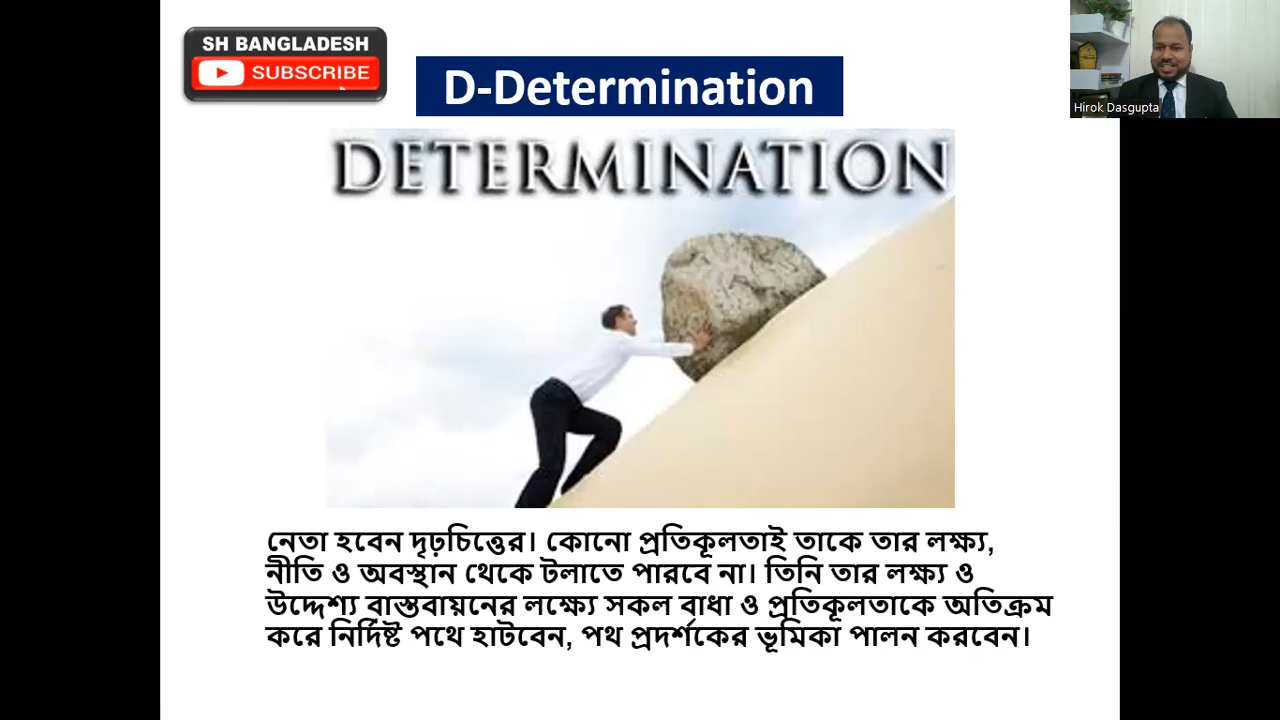 SH BANGLADESH
SUBSCRIBE
D-Determination
Hirok Dasgupta
DETERMINATION
নেতা হবেন দৃঢ়চিত্তের। কোনো প্রতিকূলতাই তাকে তার লক্ষ্য,
নীতি ও অবস্থান থেকে টলাতে পারবে না। তিনি তার লক্ষ্য ও
উদ্দেশ্য বাস্তবায়নের লক্ষ্যে সকল বাধা ও প্রতিকূলতাকে অতিক্রম
করে নির্দিষ্ট পথে হাটবেন, পথ প্রদর্শকের ভূমিকা পালন করবেন।